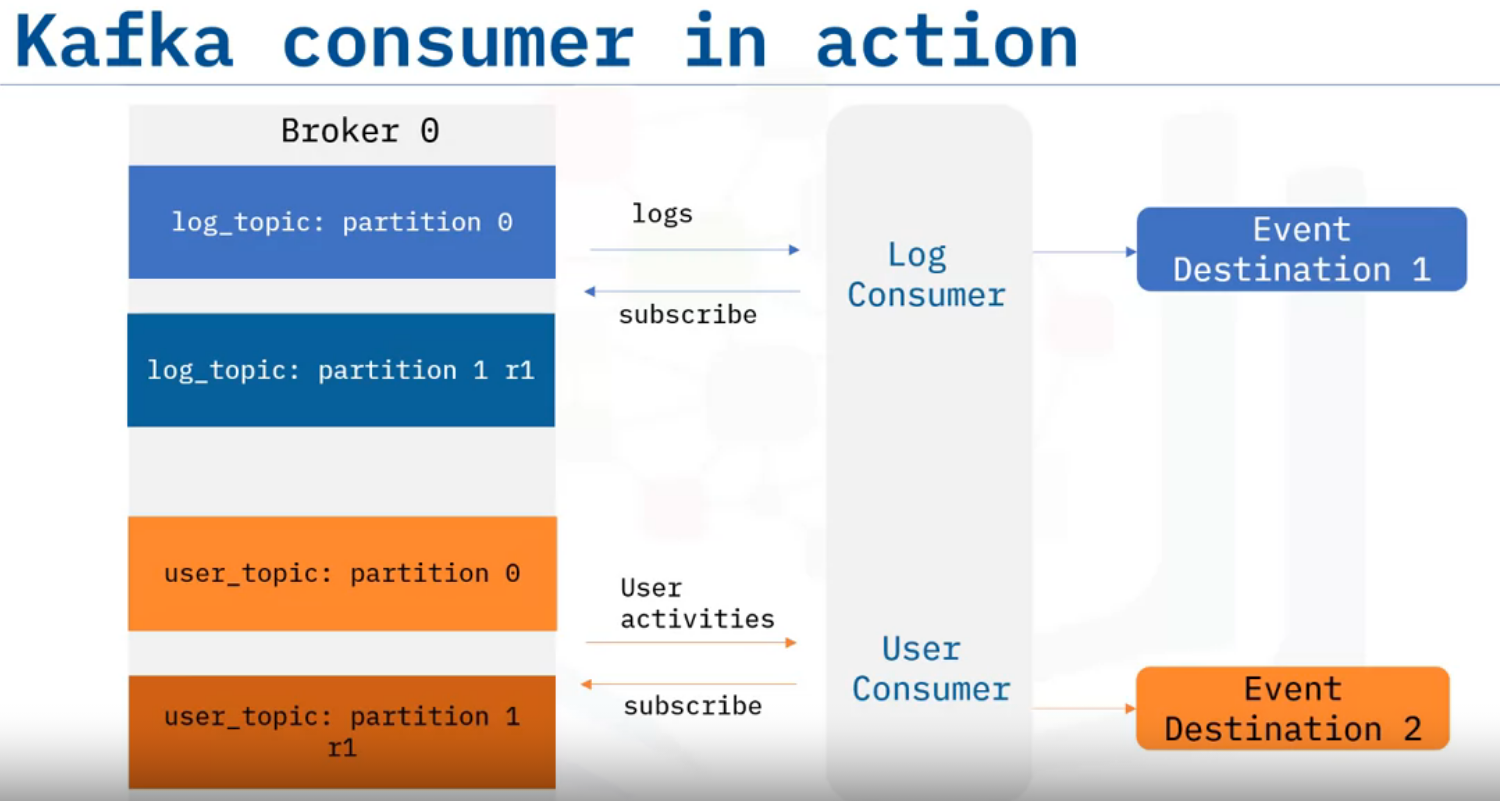 Kafka consumer in action
Broker 0
log_topic: partition 0
logs
subscribe
Log
Consumer
Event
Destination 1
log_topic: partition 1 r1
user_topic: partition 0
User
activities
subscribe
User
Consumer
Event
Destination 2
user_topic: partition 1
r1